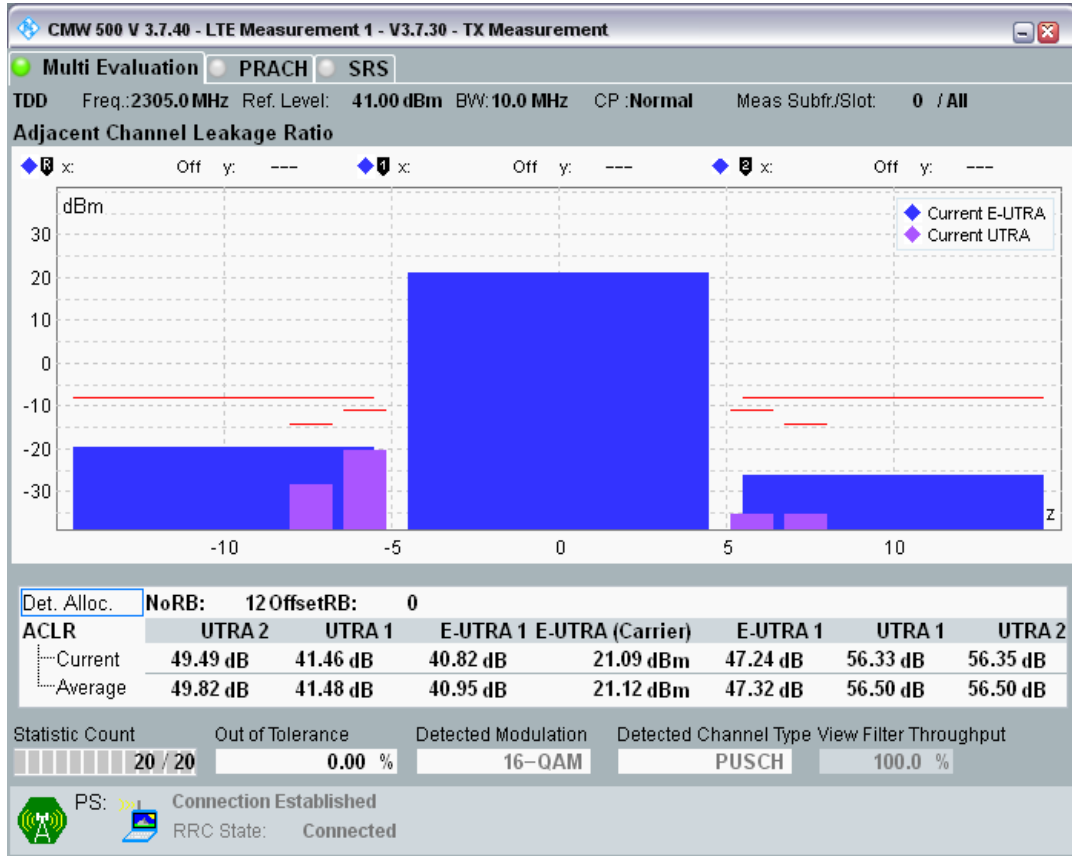 CMW 500 V 3.7.40 - LTE Measurement 1 - V3.7.30 - TX Measurement
Multi Evaluation PRACH SRS
TDD Freq.:2305.0 MHz Ref. Level: 41.00 dBm BW:10.0 MHz CP :Normal Meas Subfr./Slot: 0 / All
Adjacent Channel Leakage Ratio
R x: Off y: --- 1 x: Off y: --- 2 x: Off y: ---
dBm
Current E-UTRA
Current UTRA
30
20
10
0
-10
-20
-30
z
-10 -5 0 5 10
Det. Alloc. NoRB: 12 OffsetRB: 0
ACLR UTRA 2 UTRA 1 E-UTRA 1 E-UTRA (Carrier) E-UTRA 1 UTRA 1 UTRA 2
Current 49.49 dB 41.46 dB 40.82 dB 21.09 dBm 47.24 dB 56.33 dB 56.35 dB
Average 49.82 dB 41.48 dB 40.95 dB 21.12 dBm 47.32 dB 56.50 dB 56.50 dB
Statistic Count Out of Tolerance Detected Modulation Detected Channel Type View Filter Throughput
20 / 20 0.00 % 16-QAM PUSCH 100.0 %
PS: Connection Established
RRC State: Connected